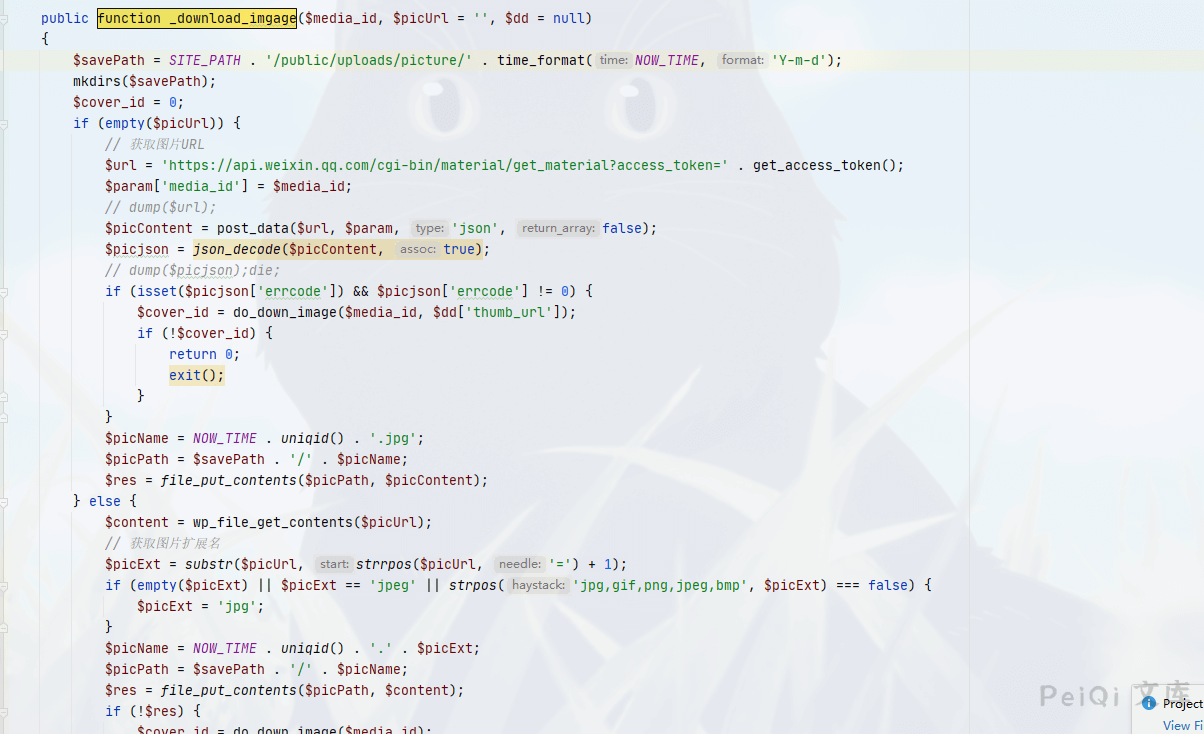 public function _download_imgage($media_id, $picUrl = '', $dd = null)
{
$savePath = SITE_PATH . '/public/uploads/picture/' . time_format( time: NOW_TIME, format: 'Y-m-d');
mkdirs($savePath);
$cover_id = 0;
if (empty($picUrl)) {
// 获取图片URL
$url = 'https://api.weixin.qq.com/cgi-bin/material/get_material?access_token=' . get_access_token();
$param['media_id'] = $media_id;
// dump($url);
$picContent = post_data($url, $param, type: 'json', return_array: false);
$picjson = json_decode($picContent, assoc: true);
// dump($picjson);die;
if (isset($picjson['errcode']) && $picjson['errcode'] != 0) {
$cover_id = do_down_image($media_id, $dd['thumb_url']);
if (!$cover_id) {
return 0;
exit();
}
}
$picName = NOW_TIME . uniqid() . '.jpg';
$picPath = $savePath . '/' . $picName;
$res = file_put_contents($picPath, $picContent);
} else {
$content = wp_file_get_contents($picUrl);
// 获取图片扩展名
$picExt = substr($picUrl, start: strrpos($picUrl, needle: '=') + 1);
if (empty($picExt) || $picExt == 'jpeg' || strpos( haystack: 'jpg,gif,png,jpeg,bmp', $picExt) === false) {
$picExt = 'jpg';
}
$picName = NOW_TIME . uniqid() . '.' . $picExt;
$picPath = $savePath . '/' . $picName;
$res = file_put_contents($picPath, $content);
if (!$res) {
$cover_id = do_down_image($media_id);
PeiQi 文库
Project
View Fi